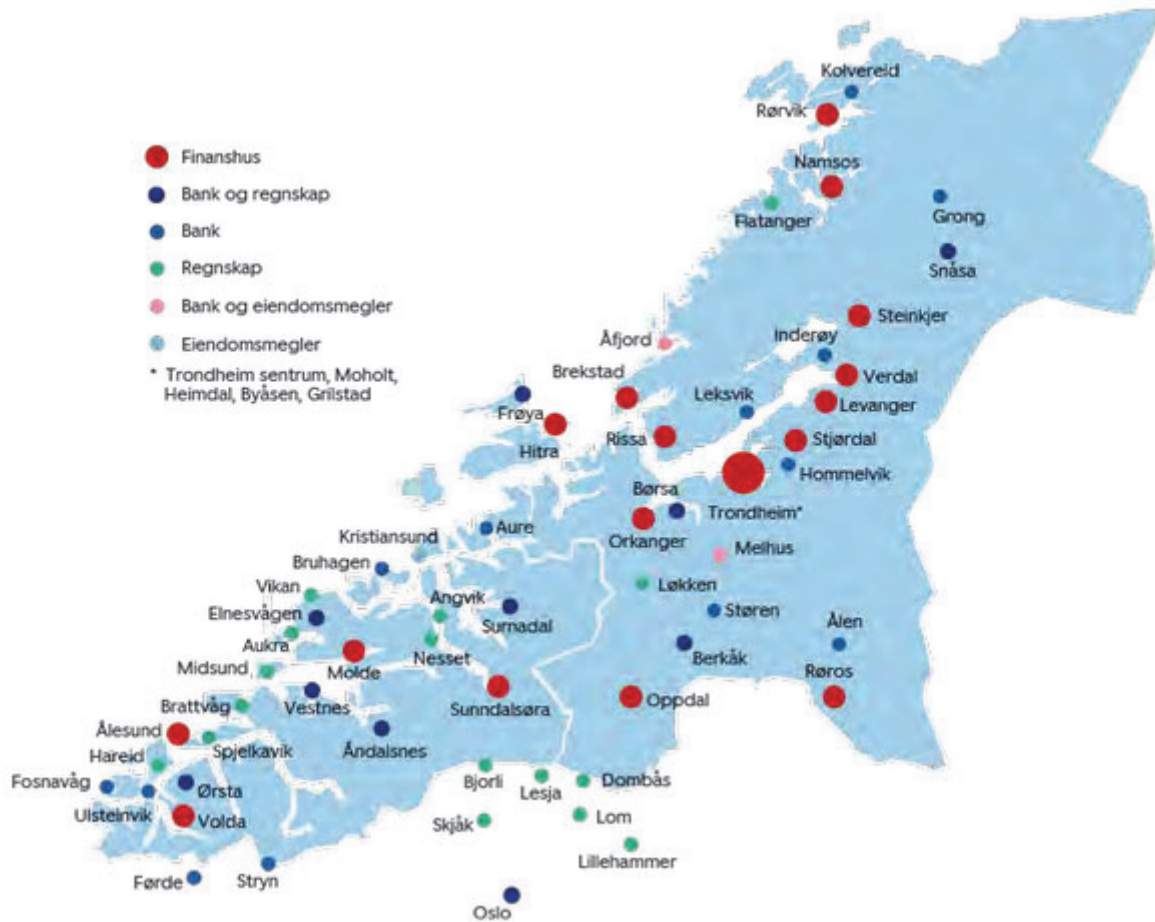 Kolvereid
Rørvik
Namsos
Flatanger
Grong
Snåsa
Finanshus
Bank og regnskap
Bank
Regnskap
Bank og eiendomsmegler
Eiendomsmegler
* Trondheim sentrum, Moholt,
Heimdal, Byåsen, Grilstad
Steinkjer
Inderøy
Åfjord
Verdal
Brekstad
Leksvik
Levanger
Frøya
Hitra
Rissa
Stjørdal
Hommelvik
Børsa
Trondheim*
Orkanger
Aure
Kristiansund
Melhus
Bruhagen
Løkken
Vikan
Angvik
Elnesvågen
Surnadal
Støren
Ålen
Aukra
Nesset
Berkåk
Midsund
Molde
Røros
Brattvåg
Vestnes
Sunndalsøra
Oppdal
Ålesund
Spjelkavik
Åndalsnes
Hareid
Bjorli
Lesja
Dombås
Fosnavåg
Ørsta
Ulsteinvik
Volda
Skjåk
Lom
Lillehammer
Førde
Stryn
Oslo